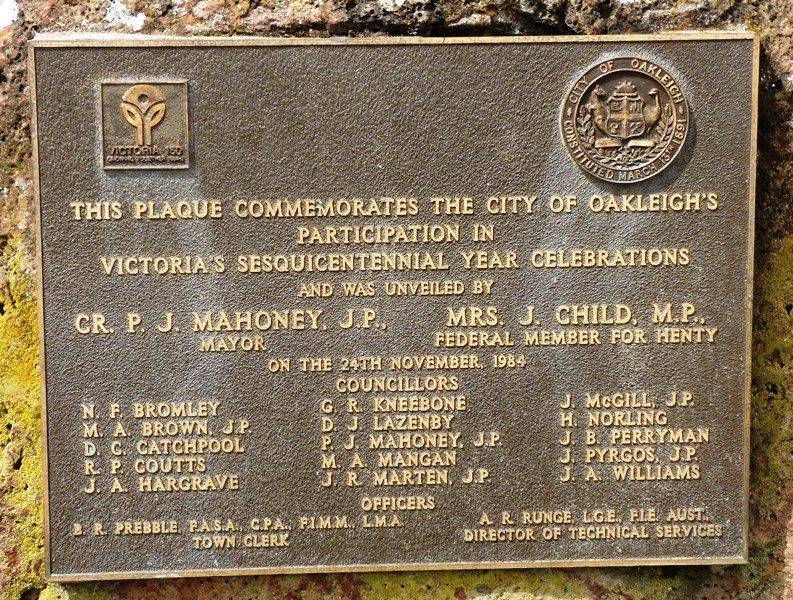 VICTORIA 150
GROWING TOGETHER
CITY OF OAKLEIGH
CONSTITUTED MARCH 13TH 1891
THIS PLAQUE COMMEMORATES THE CITY OF OAKLEIGH'S
PARTICIPATION IN
VICTORIA'S SESQUICENTENNIAL YEAR CELEBRATIONS
AND WAS UNVEILED BY
CR. P. J. MAHONEY, J.P., MRS. J. CHILD, M.P.,
MAYOR FEDERAL MEMBER FOR HENTY
ON THE 24TH NOVEMBER, 1984
COUNCILLORS
N. F. BROMLEY G. R. KNEEBONE J. McGILL, J.P.
M. A. BROWN, J.P. D. J. LAZENBY H. NORLING
D. C. CATCHPOOL P. J. MAHONEY, J.P. J. B. PERRYMAN
R. P. COUTTS M. A. MANGAN J. PYRGOS, J.P.
J. A. HARGRAVE J. R. MARTEN, J.P. J. A. WILLIAMS
OFFICERS
B. R. PREBBLE, F.A.S.A., C.P.A., F.I.M.M., L.M.A. A. R. RUNGE, L.G.E., F.I.E. AUST.,
TOWN CLERK DIRECTOR OF TECHNICAL SERVICES